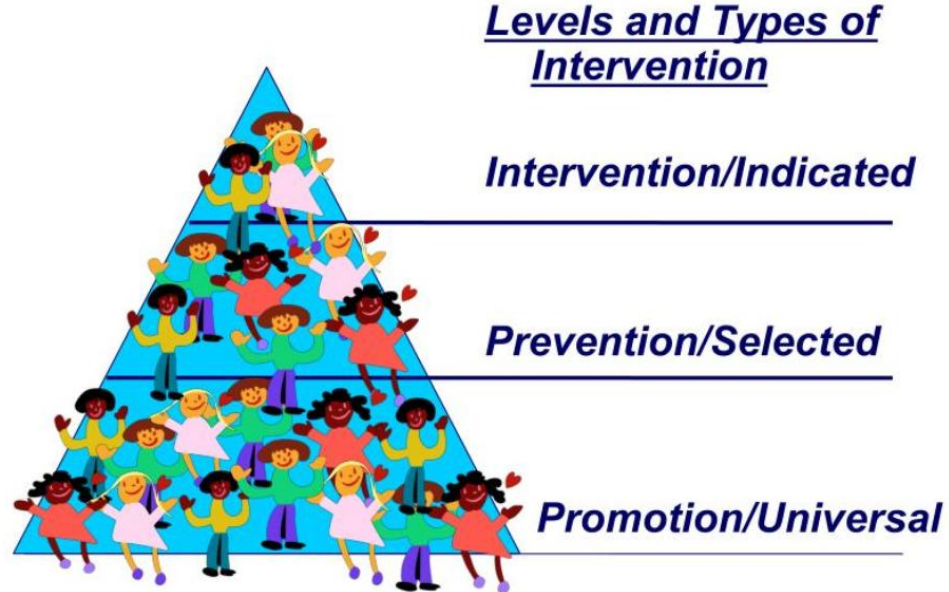 Levels and Types of
Intervention
Intervention/Indicated
Prevention/Selected
Promotion/Universal